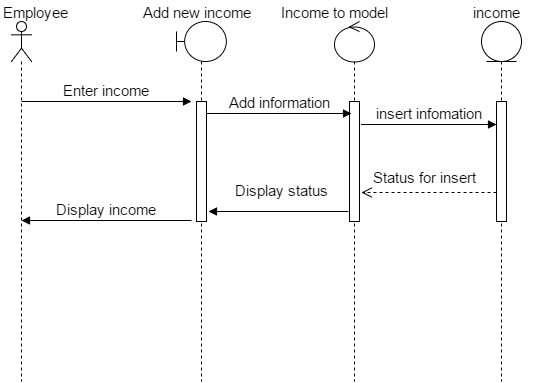 Employee
Add new income
Income to model
income
Enter income
Add information
insert infomation
Status for insert
Display status
Display income